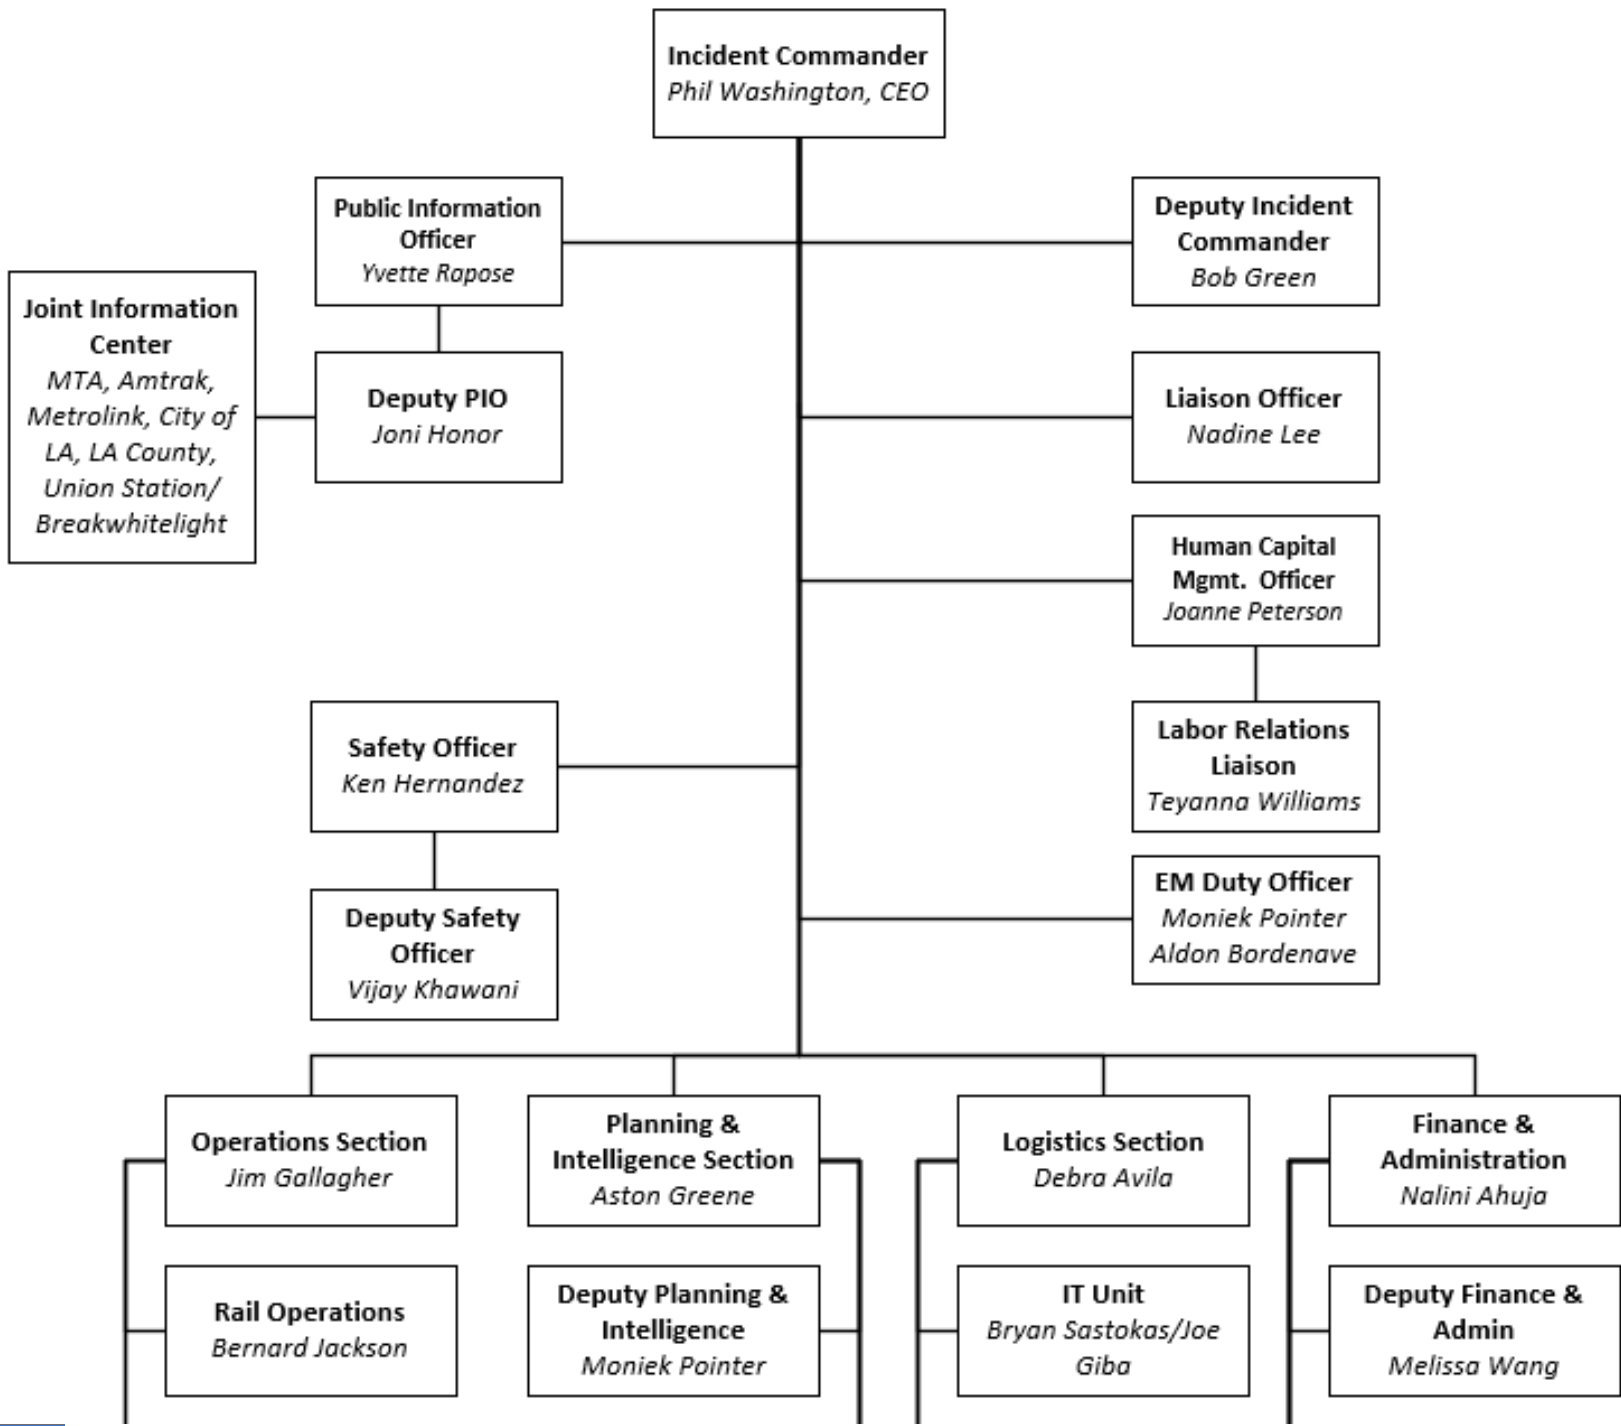 Incident Commander
Phil Washington, CEO
Public Information
Officer
Yvette Rapose
Deputy Incident
Commander
Bob Green
Joint Information
Center
MTA, Amtrak,
Metrolink, City of
LA, LA County,
Union Station/
Breakwhitelight
Deputy PIO
Joni Honor
Liaison Officer
Nadine Lee
Human Capital
Mgmt. Officer
Joanne Peterson
Safety Officer
Ken Hernandez
Labor Relations
Liaison
Teyanna Williams
Deputy Safety
Officer
Vijay Khawani
EM Duty Officer
Moniek Pointer
Aldon Bordenave
Operations Section
Jim Gallagher
Planning &
Intelligence Section
Aston Greene
Logistics Section
Debra Avila
Finance &
Administration
Nalini Ahuja
Rail Operations
Bernard Jackson
Deputy Planning &
Intelligence
Moniek Pointer
IT Unit
Bryan Sastokas/Joe
Giba
Deputy Finance &
Admin
Melissa Wang